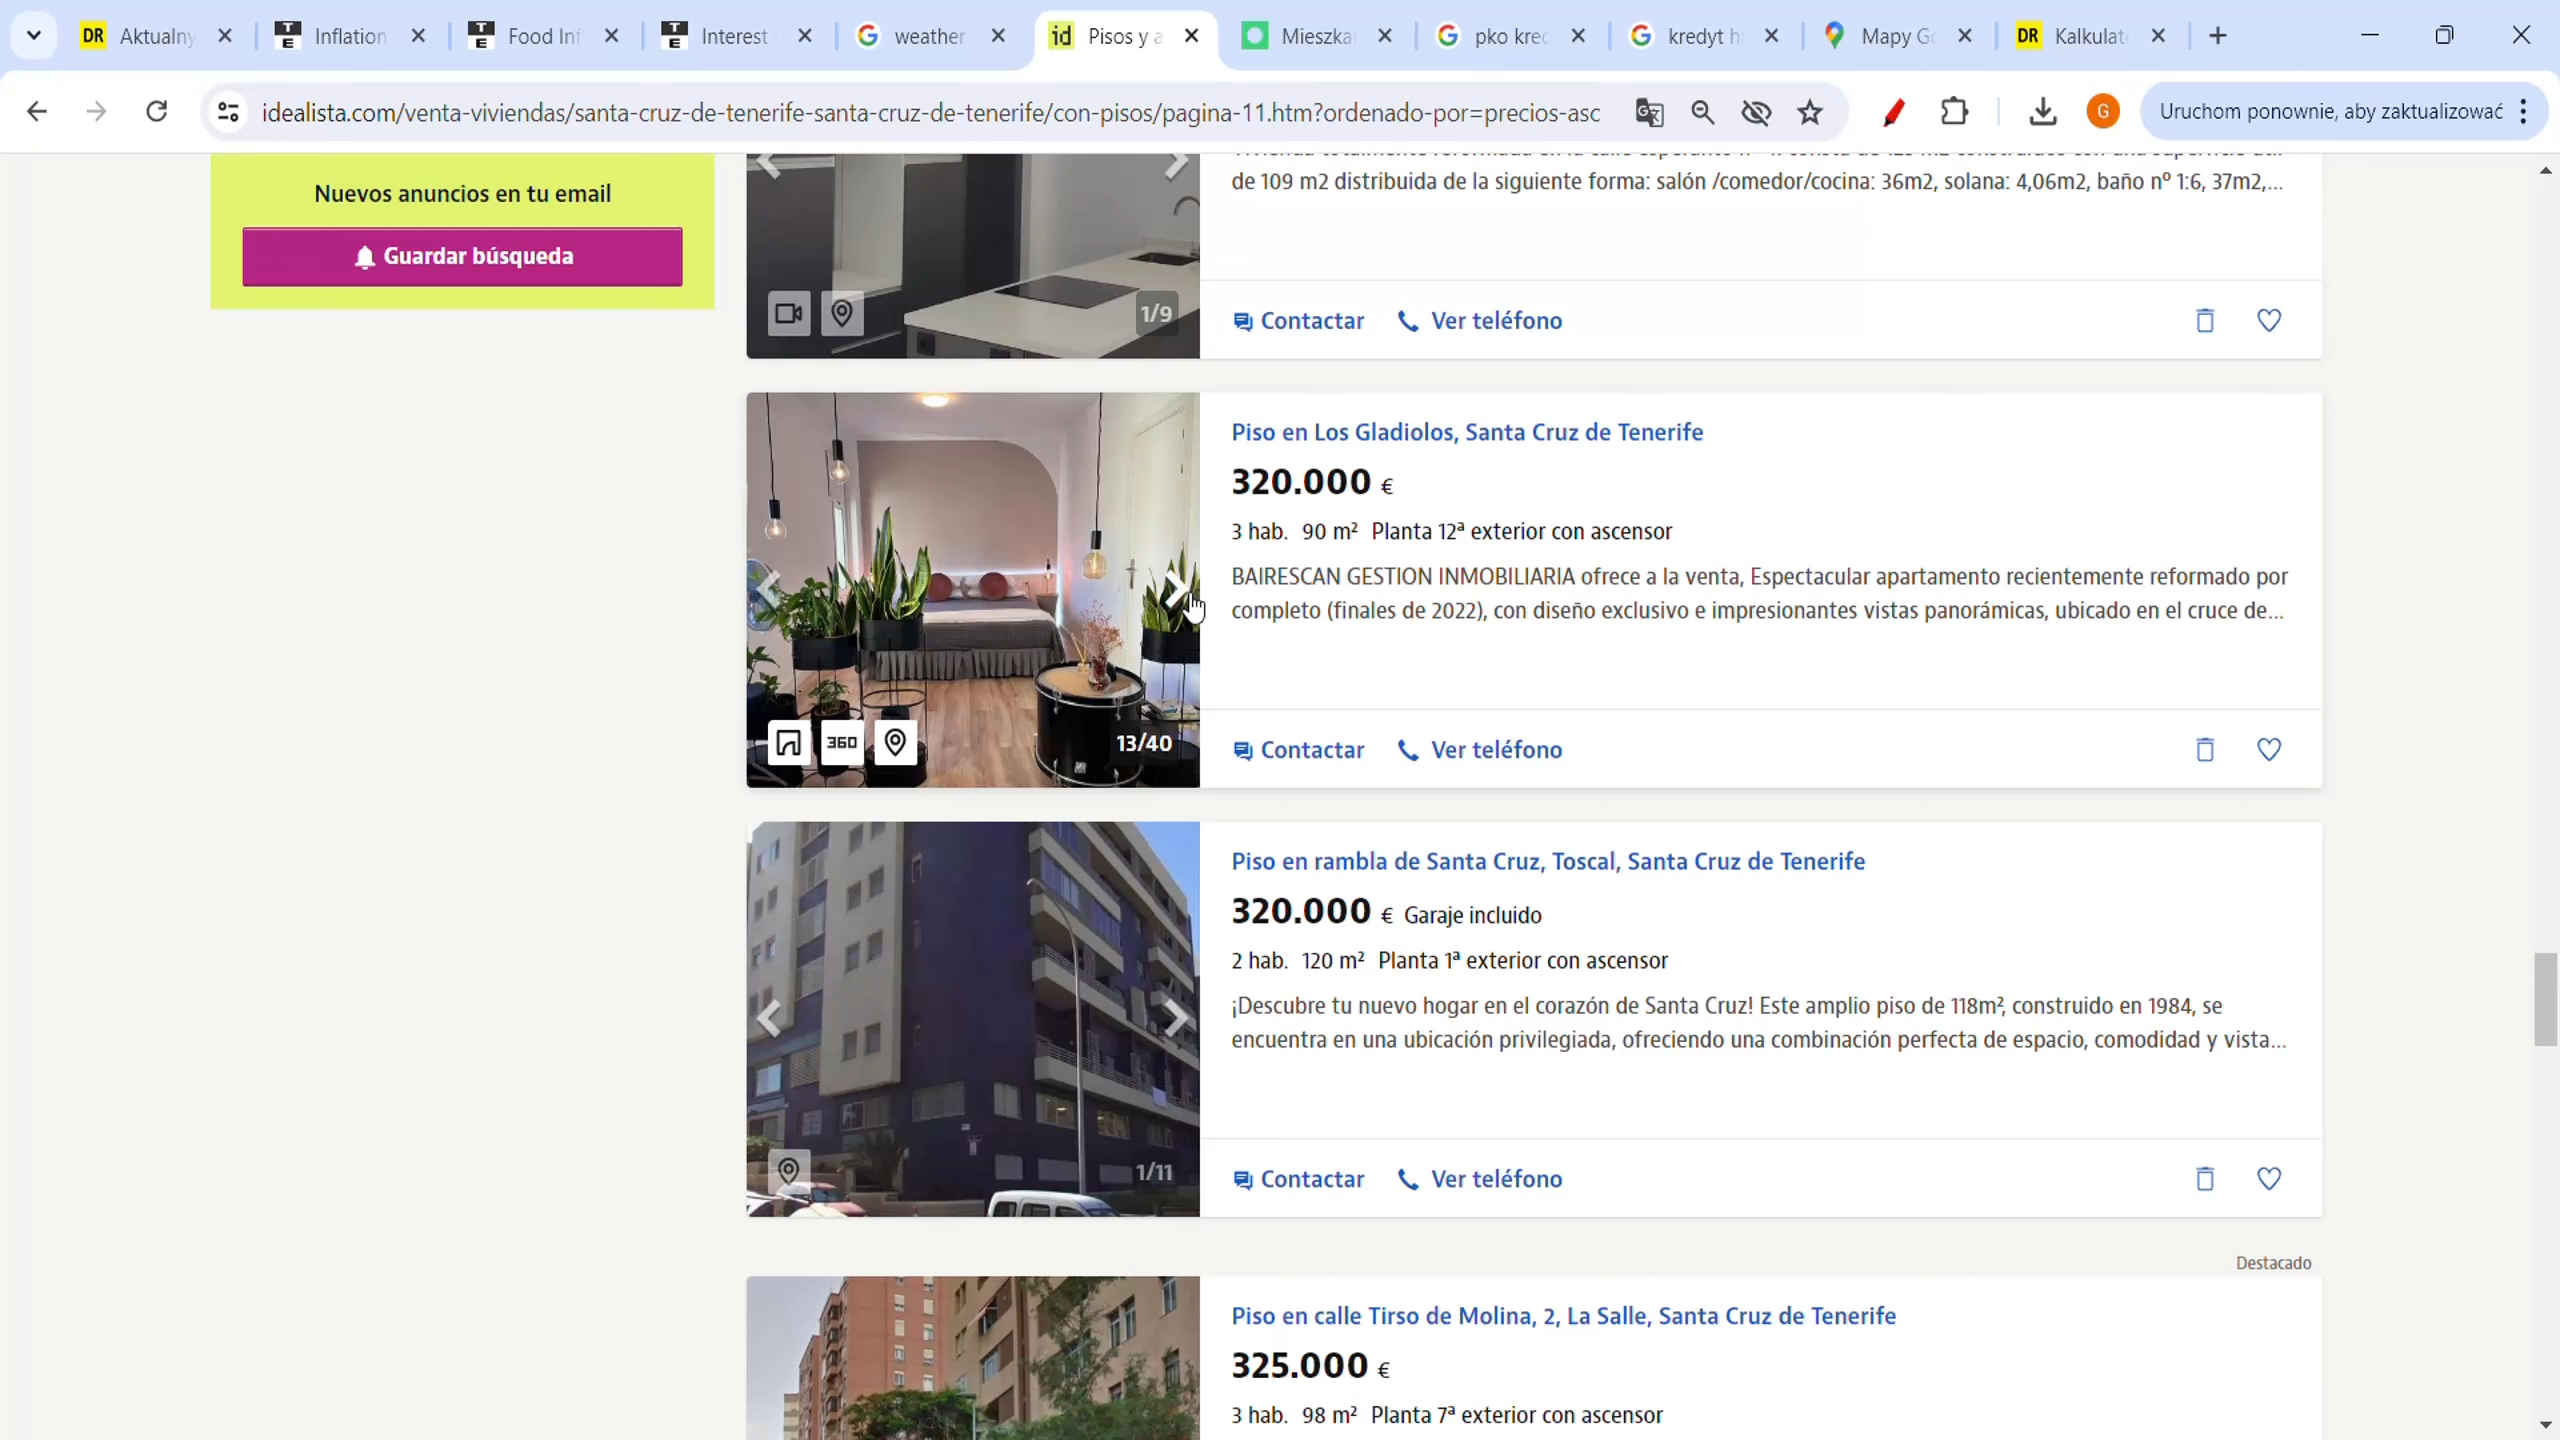 DR Aktualny
Inflation
Food Inf
Interest
weather
id Pisos y a
Mieszka
pko kred
kredyt h
Mapy Go
DR Kalkulat
idealista.com/venta-viviendas/santa-cruz-de-tenerife-santa-cruz-de-tenerife/con-pisos/pagina-11.htm?ordenado-por=precios-asc
G
Uruchom ponownie, aby zaktualizować
Nuevos anuncios en tu email
Guardar búsqueda
de 109 m2 distribuida de la siguiente forma: salón /comedor/cocina: 36m2, solana: 4,06m2, baño nº 1:6, 37m2,...
1/9
Contactar Ver teléfono
Piso en Los Gladiolos, Santa Cruz de Tenerife
320.000 €
3 hab. 90 m² Planta 12ª exterior con ascensor
BAIRESCAN GESTION INMOBILIARIA ofrece a la venta, Espectacular apartamento recientemente reformado por
completo (finales de 2022), con diseño exclusivo e impresionantes vistas panorámicas, ubicado en el cruce de...
360
13/40
Contactar Ver teléfono
Piso en rambla de Santa Cruz, Toscal, Santa Cruz de Tenerife
320.000 € Garaje incluido
2 hab. 120 m² Planta 1ª exterior con ascensor
¡Descubre tu nuevo hogar en el corazón de Santa Cruz! Este amplio piso de 118m², construido en 1984, se
encuentra en una ubicación privilegiada, ofreciendo una combinación perfecta de espacio, comodidad y vista...
1/11
Contactar Ver teléfono
Destacado
Piso en calle Tirso de Molina, 2, La Salle, Santa Cruz de Tenerife
325.000 €
3 hab. 98 m² Planta 7ª exterior con ascensor